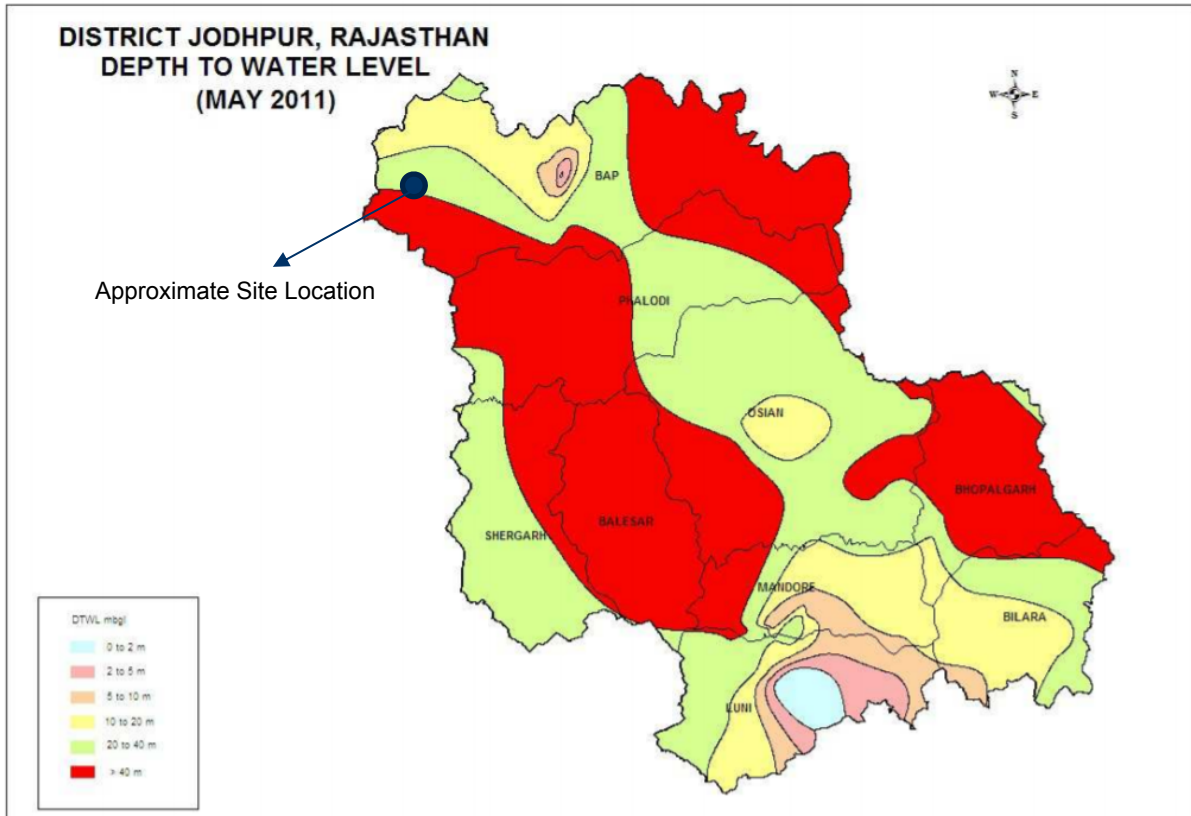 DISTRICT JODHPUR, RAJASTHAN
DEPTH TO WATER LEVEL
(MAY 2011)
N
W E
S
BAP
Approximate Site Location
PHALODI
OSIAN
BHOPALGARH
SHERGARH
BALESAR
MANDORE
BILARA
LUNI
DTWL mbgl
0 to 2 m
2 to 5 m
5 to 10 m
10 to 20 m
20 to 40 m
> 40 m